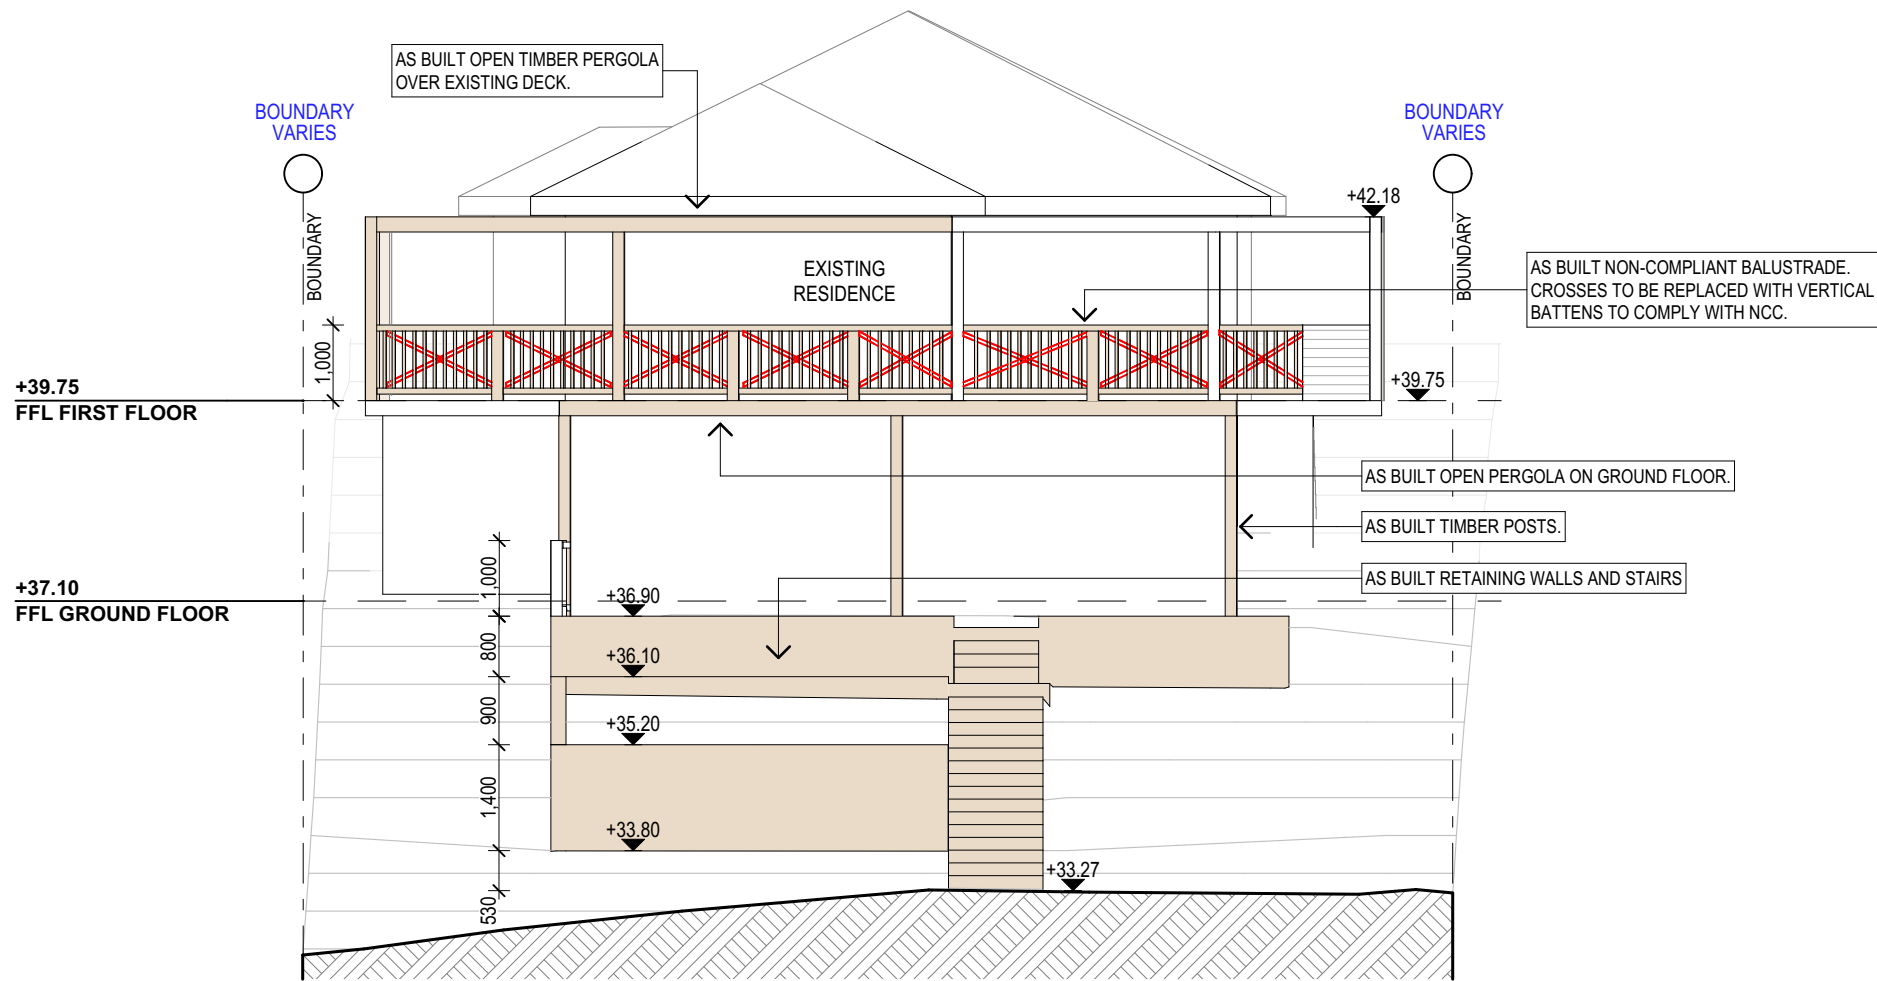 AS BUILT OPEN TIMBER PERGOLA
OVER EXISTING DECK.
BOUNDARY
VARIES
BOUNDARY
VARIES
+42.18
BOUNDARY
BOUNDARY
EXISTING
RESIDENCE
AS BUILT NON-COMPLIANT BALUSTRADE.
CROSSES TO BE REPLACED WITH VERTICAL
BATTENS TO COMPLY WITH NCC.
1,000
+39.75
FFL FIRST FLOOR
+39.75
AS BUILT OPEN PERGOLA ON GROUND FLOOR.
AS BUILT TIMBER POSTS.
1,000
+37.10
FFL GROUND FLOOR
AS BUILT RETAINING WALLS AND STAIRS
+36.90
800
+36.10
900
+35.20
1,400
+33.80
+33.27
530